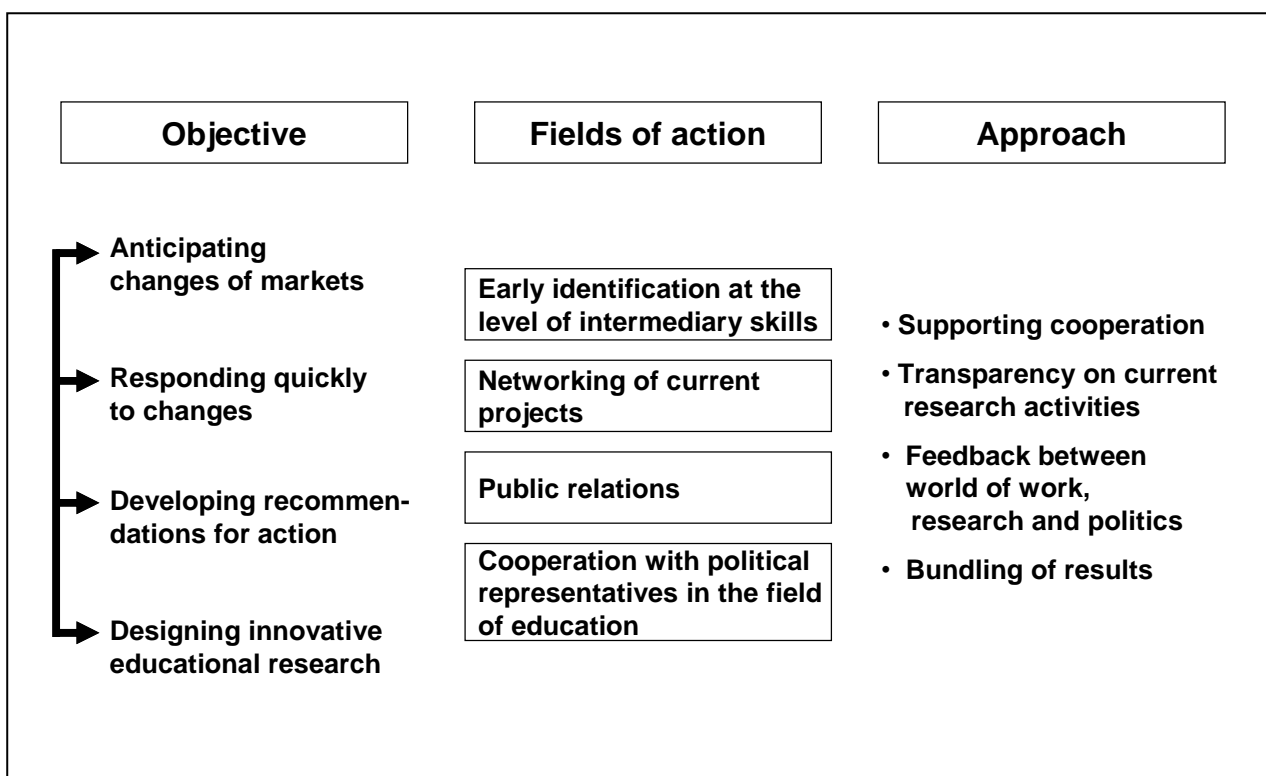 Objective
Anticipating
changes of markets
Responding quickly
to changes
Developing recommen-
dations for action
Designing innovative
educational research
Fields of action
Early identification at the
level of intermediary skills
Networking of current
projects
Public relations
Cooperation with political
representatives in the field
of education
Approach
• Supporting cooperation
• Transparency on current
research activities
• Feedback between
world of work,
research and politics
• Bundling of results